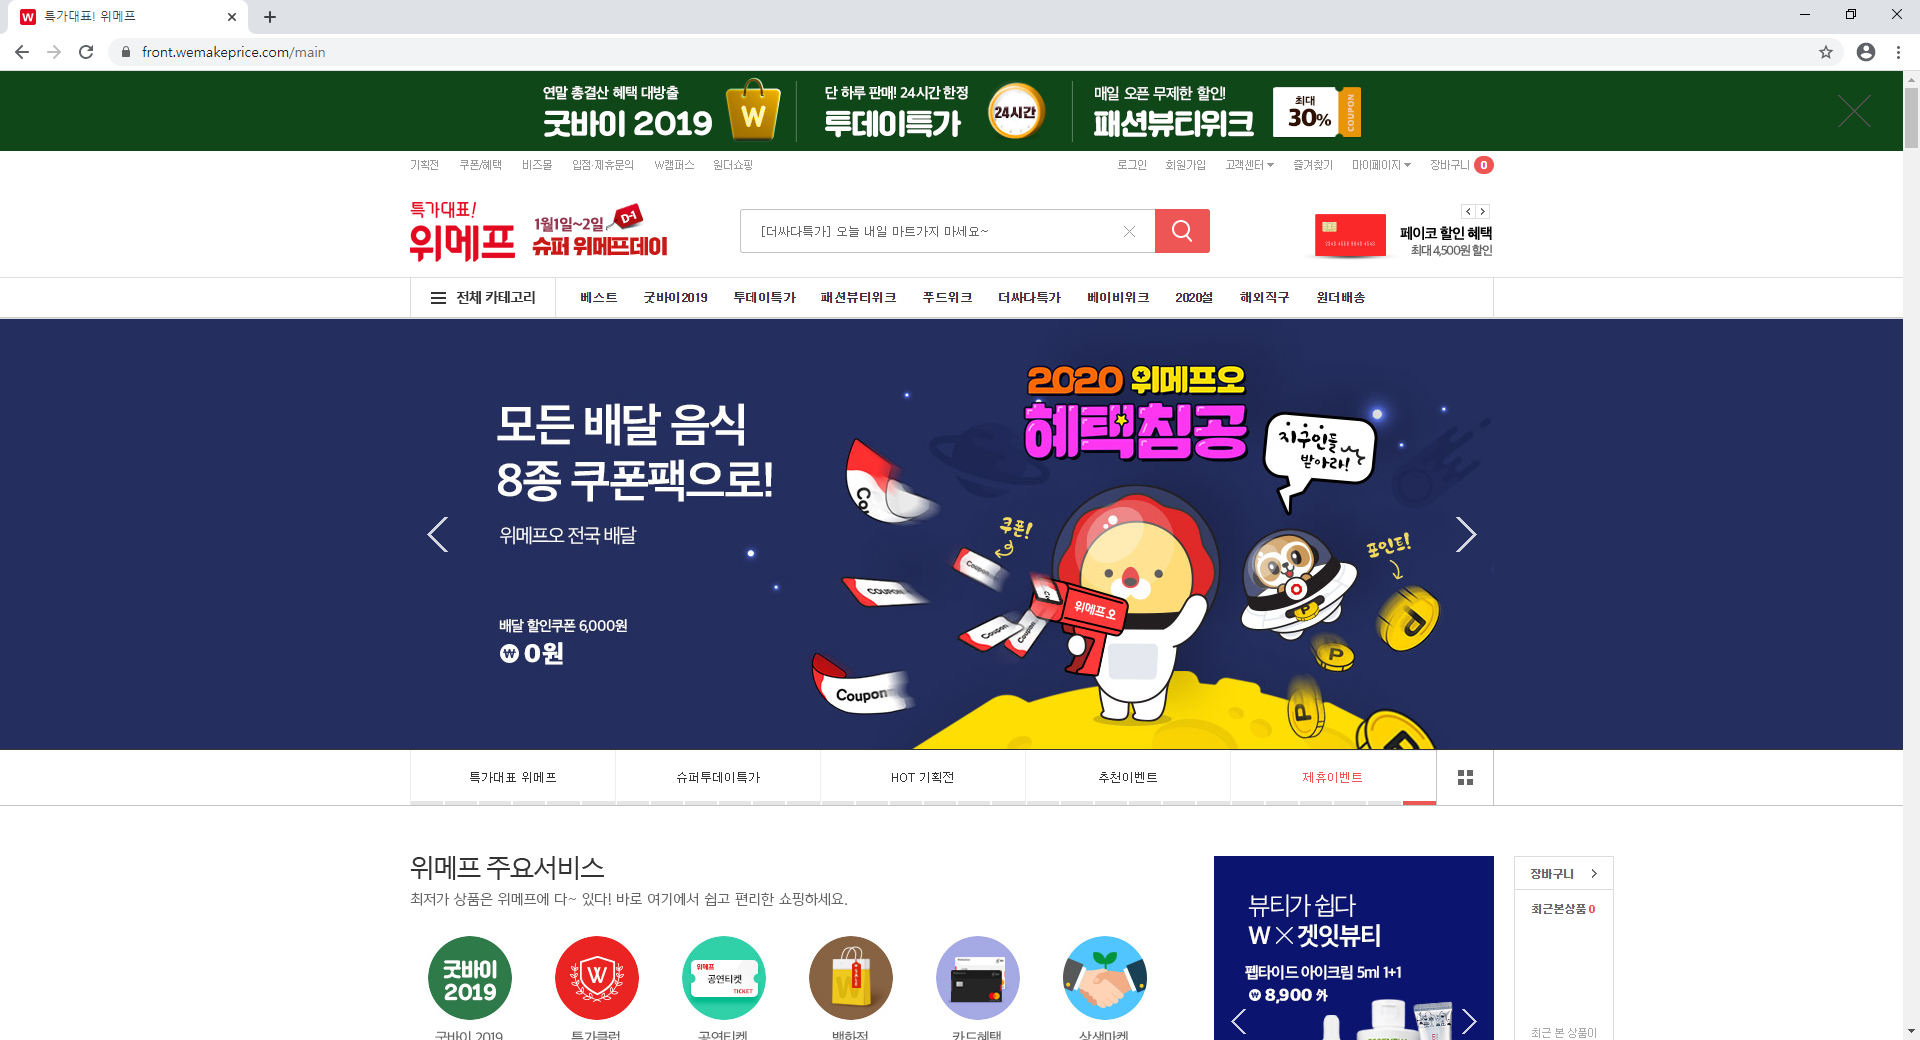 특가대표! 위메프
front.wemakeprice.com/main
연말 총결산 혜택 대방출
굿바이 2019
W
단 하루 판매! 24시간 한정
투데이특가
24시간
매일 오픈 무제한 할인!
패션뷰티위크
최대
30%
COUPON
기획전 쿠폰/혜택 비즈몰 입점·제휴문의 W캠퍼스 원더쇼핑
로그인 회원가입 고객센터 즐겨찾기 마이페이지 장바구니 0
특가대표!
위메프
1월1일~2일 D-1
슈퍼 위메프데이
[더싸다특가] 오늘 내일 마트가지 마세요~
페이코 할인 혜택
최대 4,500원 할인
전체 카테고리 베스트 굿바이2019 투데이특가 패션뷰티위크 푸드위크 더싸다특가 베이비위크 2020설 해외직구 원더배송
2020 위메프오
혜택침공
모든 배달 음식
8종 쿠폰팩으로!
위메프오 전국 배달
배달 할인쿠폰 6,000원
₩ 0원
지구인들
받아라!
쿠폰!
포인트!
위메프오
Coupon
COUPON
Coupon
Coupon
Coupon
P
P
P
P
특가대표 위메프 슈퍼투데이특가 HOT 기획전 추천이벤트 제휴이벤트
위메프 주요서비스
최저가 상품은 위메프에 다~ 있다! 바로 여기에서 쉽고 편리한 쇼핑하세요.
굿바이
2019
W
위메프
공연티켓
TICKET
W
SALE
굿바이 2019 특가클럽 공연티켓 백화점 카드혜택 상생마켓
뷰티가 쉽다
W×겟잇뷰티
펩타이드 아이크림 5ml 1+1
₩ 8,900 外
장바구니
최근본상품 0
최근 본 상품이